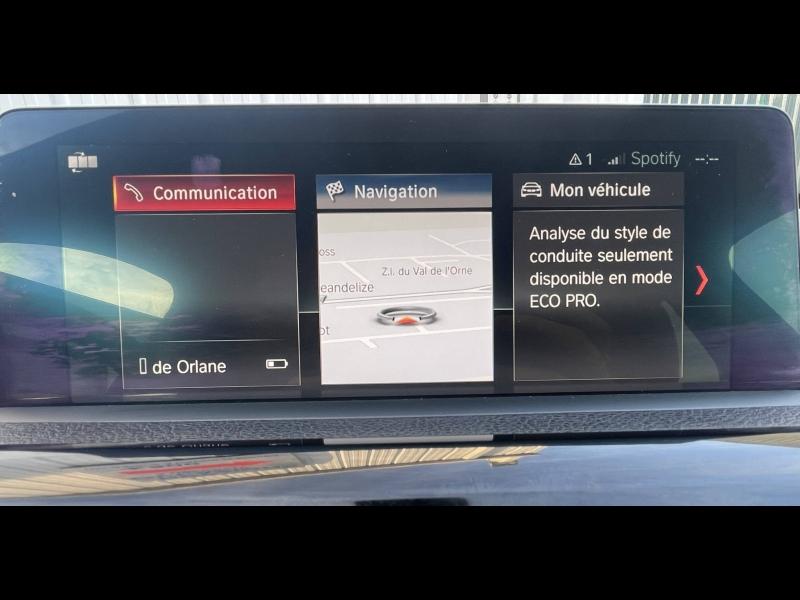 1 Spotify --:--
Communication
Navigation
Mon véhicule
de Orlane
oss
Z.I. du Val de l'Orne
eandelize
ot
Analyse du style de
conduite seulement
disponible en mode
ECO PRO.